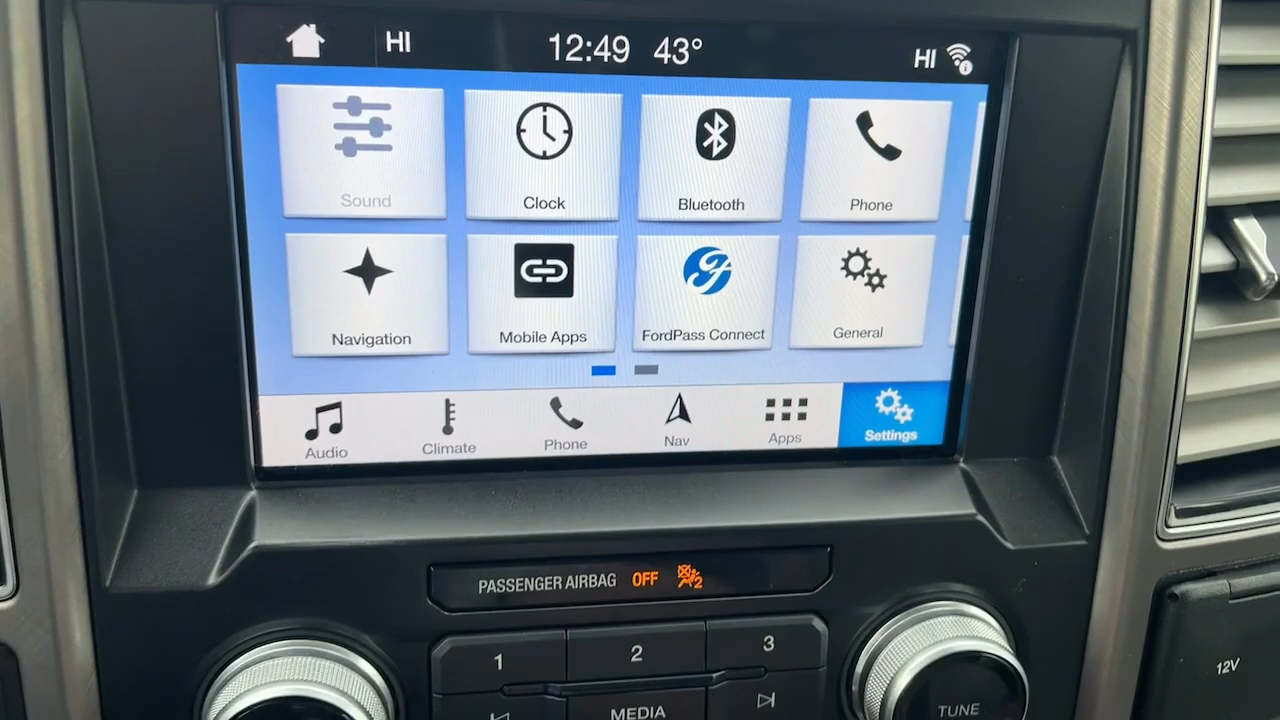 HI 12:49 43° HI
Sound Clock Bluetooth Phone
Navigation Mobile Apps FordPass Connect General
Audio Climate Phone Nav Apps Settings
PASSENGER AIRBAG OFF 2
1 2 3
MEDIA
TUNE
12V